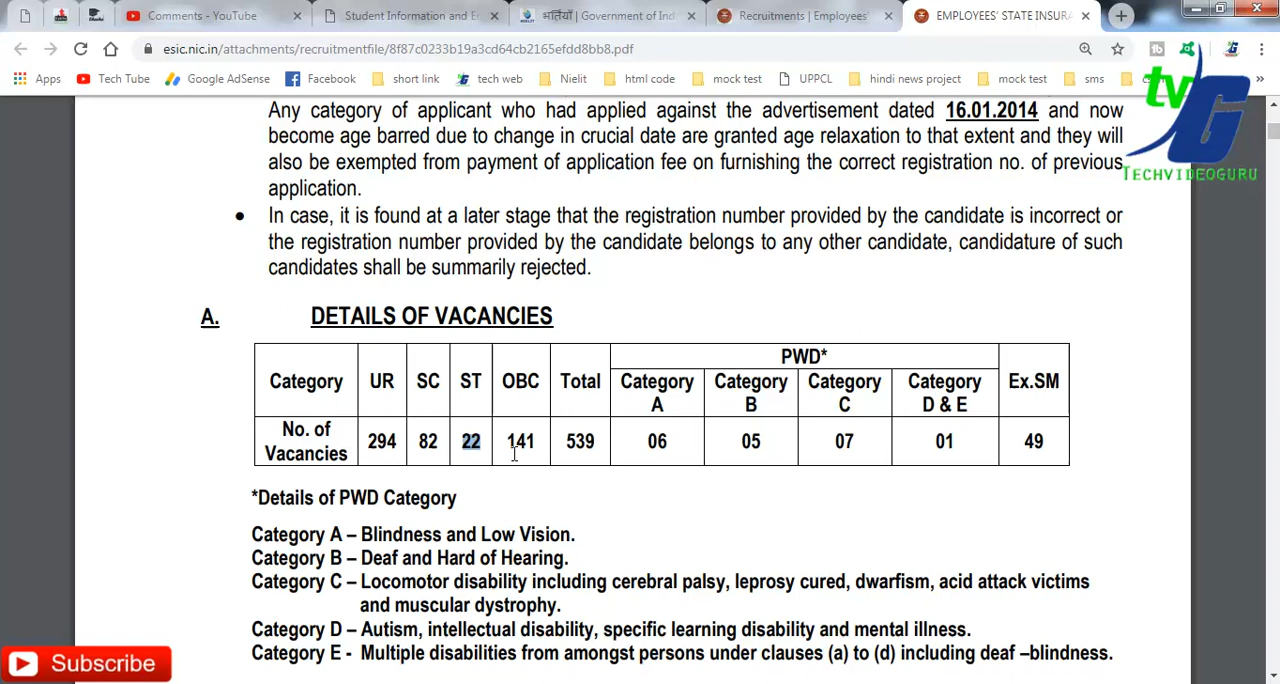 Comments - YouTube
Student Information and E
भर्तियाँ | Government of Ind
Recruitments | Employees'
EMPLOYEES' STATE INSURA
esic.nic.in/attachments/recruitmentfile/8f87c0233b19a3cd64cb2165efdd8bb8.pdf
Apps Tech Tube Google AdSense Facebook short link tech web Nielit html code mock test UPPCL hindi news project mock test sms
tv
G
TECHVIDEOGURU
Any category of applicant who had applied against the advertisement dated 16.01.2014 and now
become age barred due to change in crucial date are granted age relaxation to that extent and they will
also be exempted from payment of application fee on furnishing the correct registration no. of previous
application.
• In case, it is found at a later stage that the registration number provided by the candidate is incorrect or
the registration number provided by the candidate belongs to any other candidate, candidature of such
candidates shall be summarily rejected.
A. DETAILS OF VACANCIES
PWD*
Category UR SC ST OBC Total Category A Category B Category C Category D & E Ex.SM
No. of Vacancies 294 82 22 141 539 06 05 07 01 49
*Details of PWD Category
Category A – Blindness and Low Vision.
Category B – Deaf and Hard of Hearing.
Category C – Locomotor disability including cerebral palsy, leprosy cured, dwarfism, acid attack victims
and muscular dystrophy.
Category D – Autism, intellectual disability, specific learning disability and mental illness.
Category E - Multiple disabilities from amongst persons under clauses (a) to (d) including deaf –blindness.
Subscribe